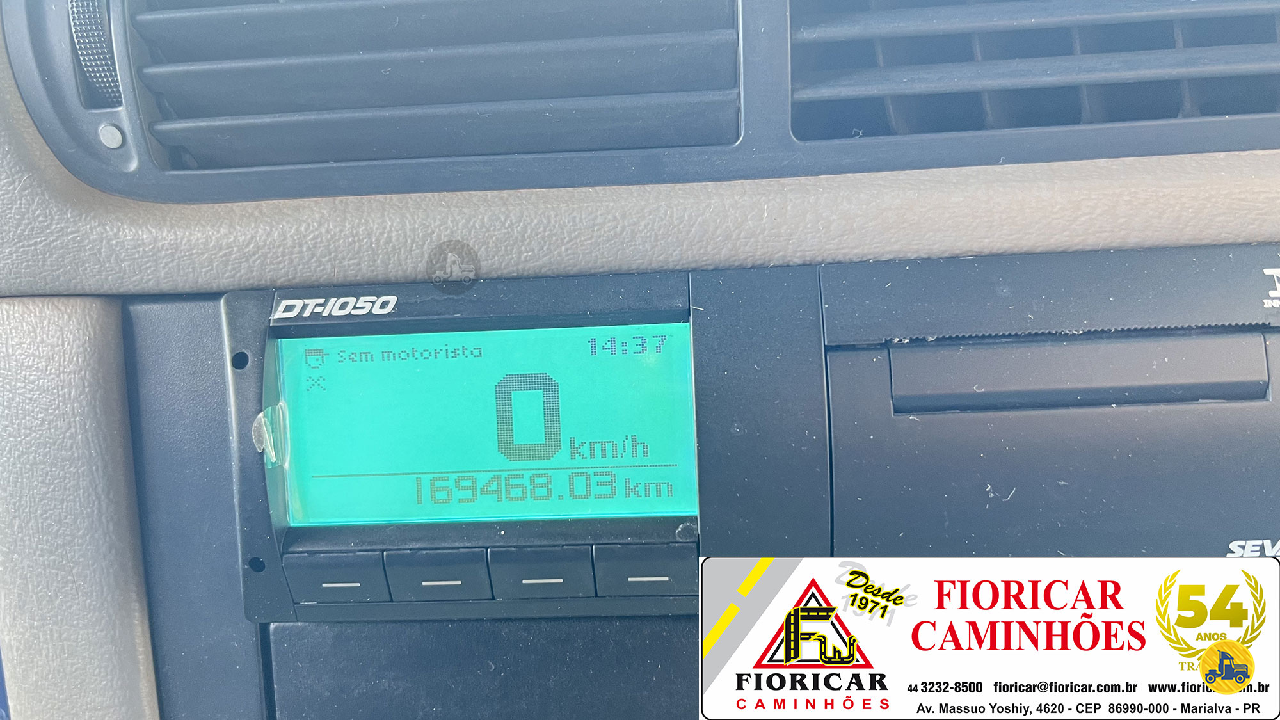 DT-1050
Sem motorista
14:37
0 km/h
169468.03 km
Desde
1971
FIORICAR
CAMINHÕES
FIORICAR
CAMINHÕES
54
ANOS
44 3232-8500 fioricar@fioricar.com.br
Av. Massuo Yoshiy, 4620 - CEP 86990-000 - Marialva - PR